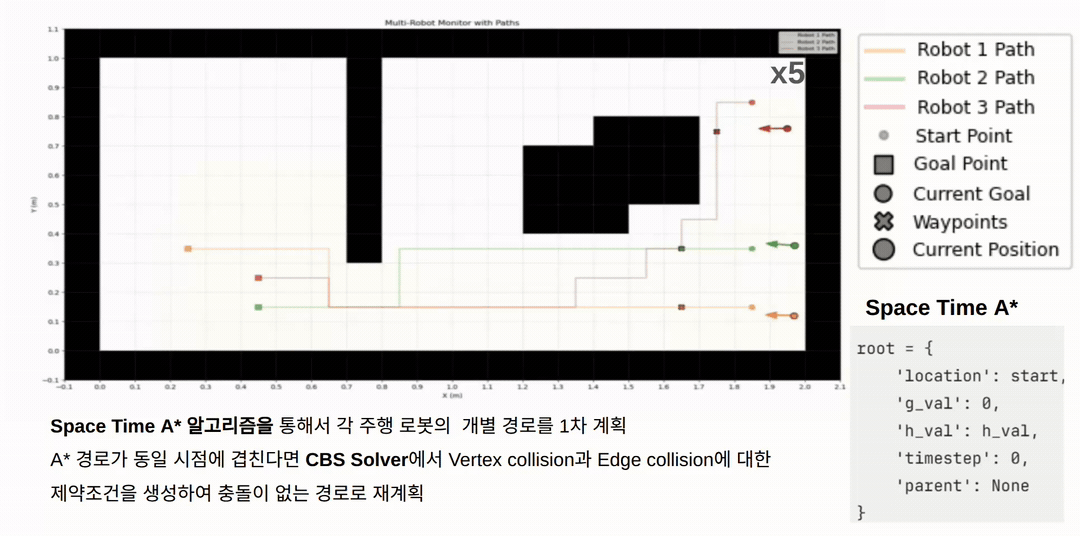 Multi-Robot Monitor with Paths
Robot 1 Path
Robot 2 Path
Robot 3 Path
x5
1.1
1.0
0.9
0.8
0.7
0.6
0.5
0.4
0.3
0.2
0.1
0.0
−0.1
Y (m)
−0.1 0.0 0.1 0.2 0.3 0.4 0.5 0.6 0.7 0.8 0.9 1.0 1.1 1.2 1.3 1.4 1.5 1.6 1.7 1.8 1.9 2.0 2.1
X (m)
Robot 1 Path
Robot 2 Path
Robot 3 Path
Start Point
Goal Point
Current Goal
Waypoints
Current Position
Space Time A*
root = {
'location': start,
'g_val': 0,
'h_val': h_val,
'timestep': 0,
'parent': None
}
Space Time A* 알고리즘을 통해서 각 주행 로봇의 개별 경로를 1차 계획
A* 경로가 동일 시점에 겹친다면 CBS Solver에서 Vertex collision과 Edge collision에 대한
제약조건을 생성하여 충돌이 없는 경로로 재계획